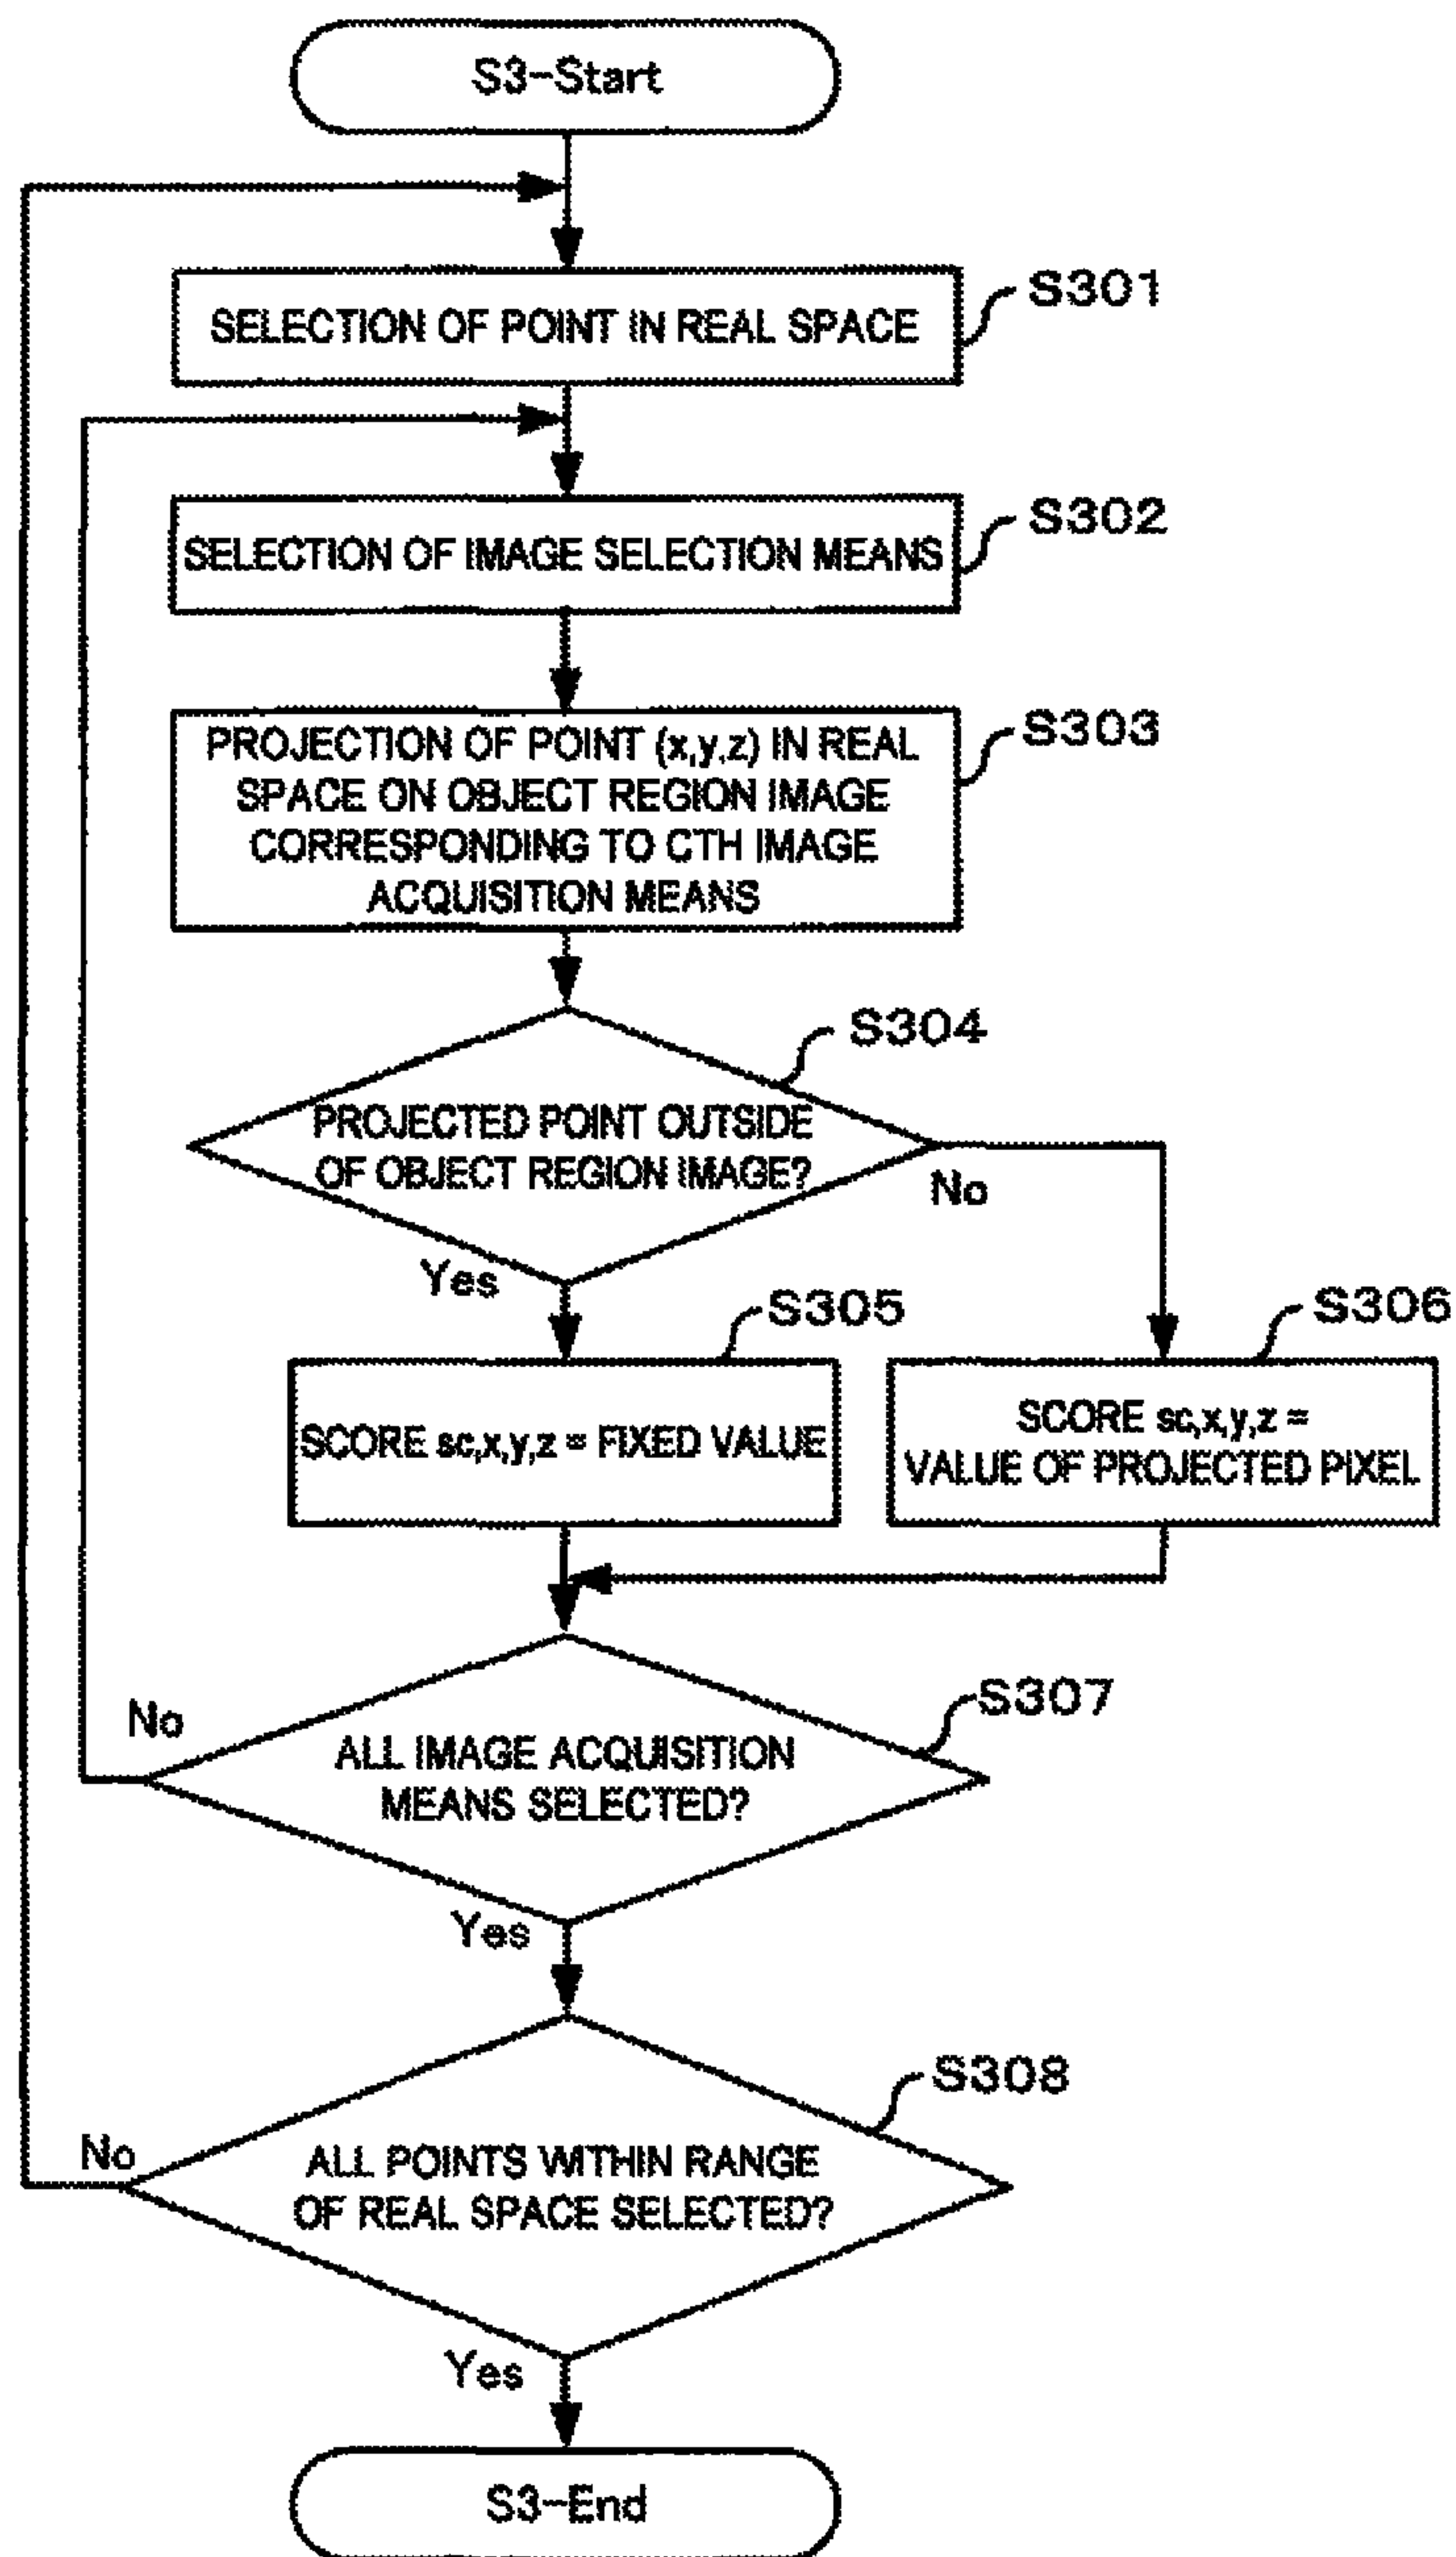 S3-Start
SELECTION OF POINT IN REAL SPACE
S301
SELECTION OF IMAGE SELECTION MEANS
S302
PROJECTION OF POINT (x,y,z) IN REAL
SPACE ON OBJECT REGION IMAGE
CORRESPONDING TO CTH IMAGE
ACQUISITION MEANS
S303
S304
PROJECTED POINT OUTSIDE
OF OBJECT REGION IMAGE?
No
Yes
S305
S306
SCORE sc,x,y,z = FIXED VALUE
SCORE sc,x,y,z =
VALUE OF PROJECTED PIXEL
S307
No
ALL IMAGE ACQUISITION
MEANS SELECTED?
Yes
S308
No
ALL POINTS WITHIN RANGE
OF REAL SPACE SELECTED?
Yes
S3-End